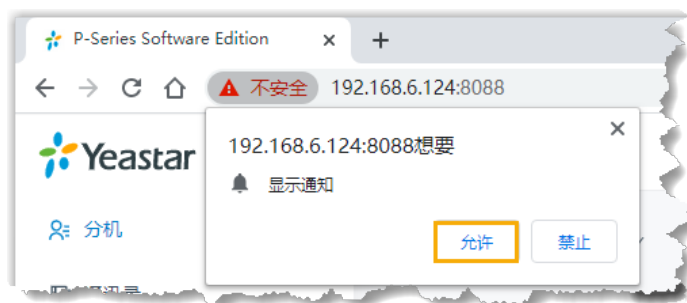 P-Series Software Edition
不安全 192.168.6.124:8088
Yeastar
192.168.6.124:8088想要
显示通知
允许 禁止
分机